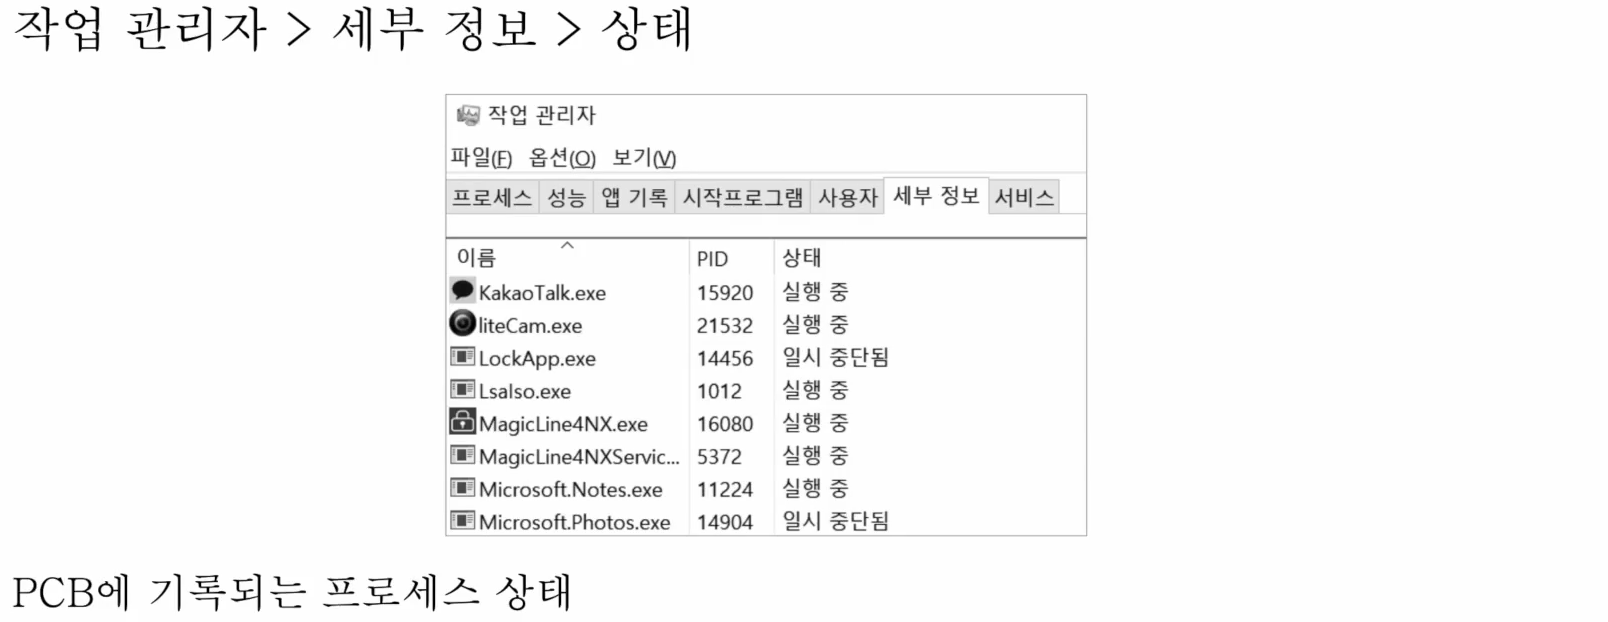 작업 관리자 > 세부 정보 > 상태
작업 관리자
파일(F) 옵션(O) 보기(V)
프로세스 성능 앱 기록 시작프로그램 사용자 세부 정보 서비스
이름 PID 상태
KakaoTalk.exe 15920 실행 중
liteCam.exe 21532 실행 중
LockApp.exe 14456 일시 중단됨
LsaIso.exe 1012 실행 중
MagicLine4NX.exe 16080 실행 중
MagicLine4NXServic... 5372 실행 중
Microsoft.Notes.exe 11224 실행 중
Microsoft.Photos.exe 14904 일시 중단됨
PCB에 기록되는 프로세스 상태